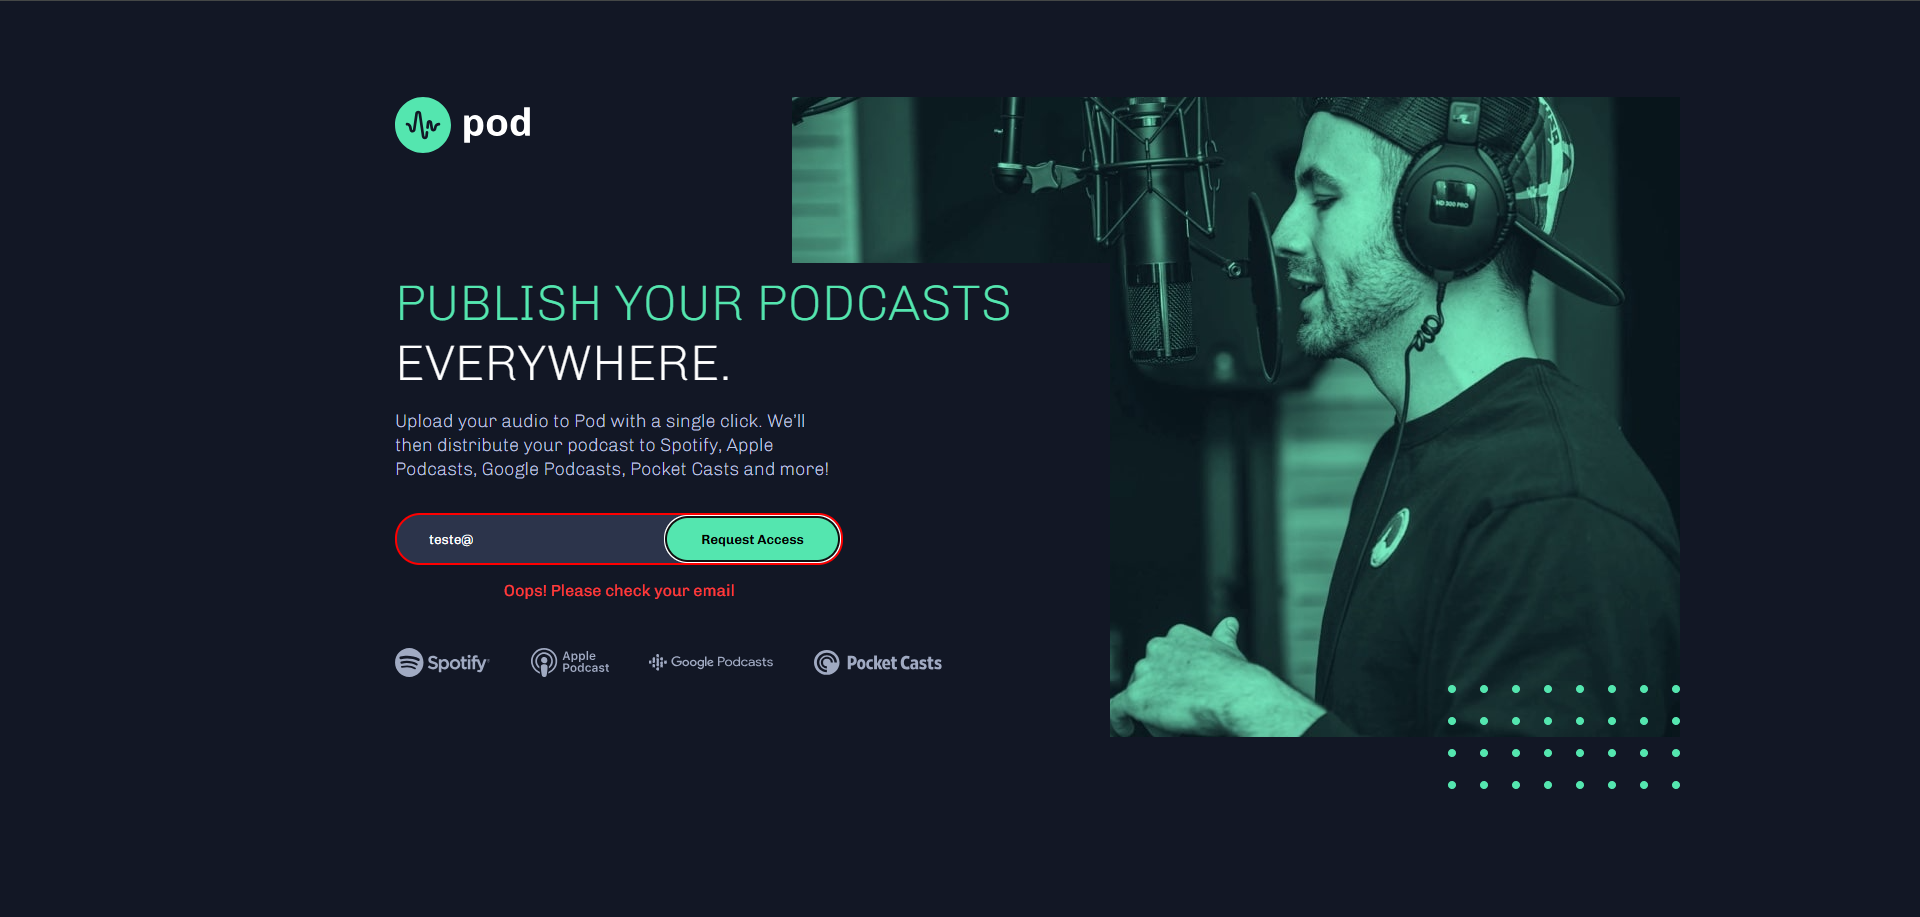 pod
HD 300 PRO
PUBLISH YOUR PODCASTS
EVERYWHERE.
Upload your audio to Pod with a single click. We'll
then distribute your podcast to Spotify, Apple
Podcasts, Google Podcasts, Pocket Casts and more!
teste@
Request Access
Oops! Please check your email
Spotify
Apple
Podcast
Google Podcasts
Pocket Casts